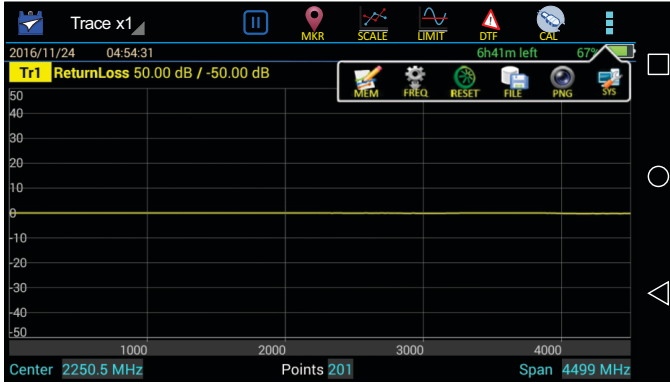 Trace x1
MKR SCALE LIMIT DTF CAL
2016/11/24 04:54:31 6h41m left 67%
Tr1 ReturnLoss 50.00 dB / -50.00 dB
MEM FREQ RESET FILE PNG SYS
50
40
30
20
10
0
-10
-20
-30
-40
-50
1000 2000 3000 4000
Center 2250.5 MHz Points 201 Span 4499 MHz